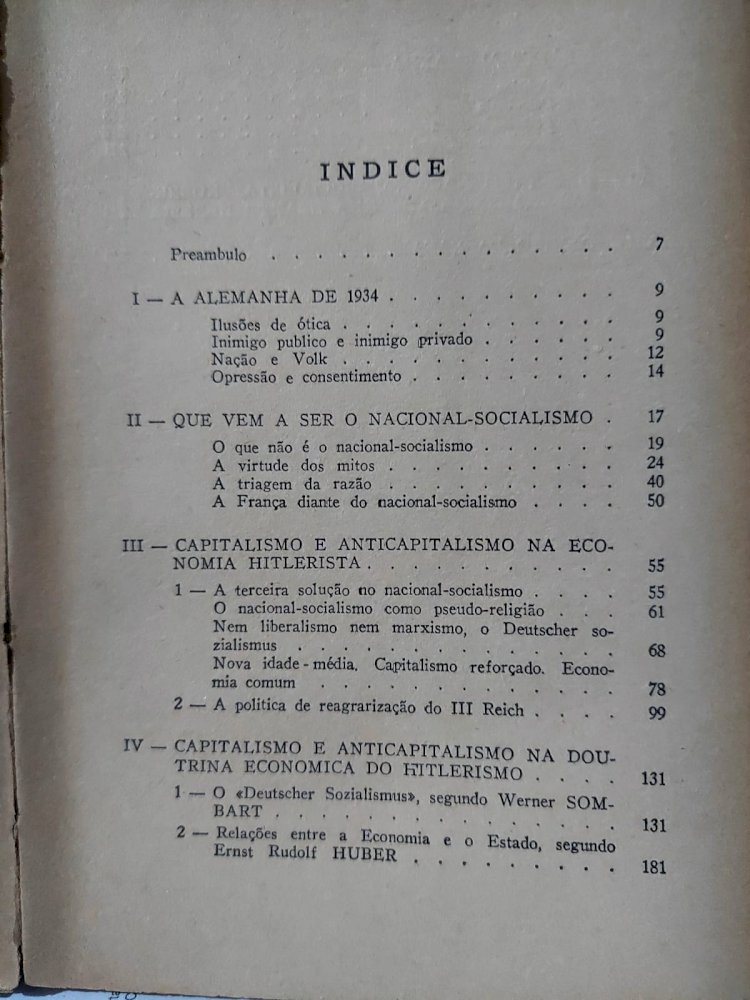 INDICE
Preambulo . . . . . . . . . . . . . . . 7
I — A ALEMANHA DE 1934 . . . . . . . . . . 9
Ilusões de ótica . . . . . . . . . . . 9
Inimigo publico e inimigo privado . . . . . . 9
Nação e Volk . . . . . . . . . . . 12
Opressão e consentimento . . . . . . . . . 14
II — QUE VEM A SER O NACIONAL-SOCIALISMO . 17
O que não é o nacional-socialismo . . . . . . 19
A virtude dos mitos . . . . . . . . . . 24
A triagem da razão . . . . . . . . . . 40
A França diante do nacional-socialismo . . . . 50
III — CAPITALISMO E ANTICAPITALISMO NA ECO-
NOMIA HITLERISTA . . . . . . . . . . . 55
1 — A terceira solução no nacional-socialismo . . . . 55
O nacional-socialismo como pseudo-religião . . . 61
Nem liberalismo nem marxismo, o Deutscher so-
zialismus . . . . . . . . . . . . . . 68
Nova idade-média. Capitalismo reforçado. Econo-
mia comum . . . . . . . . . . . . . 78
2 — A politica de reagrarização do III Reich . . . . 99
IV — CAPITALISMO E ANTICAPITALISMO NA DOU-
TRINA ECONOMICA DO HITLERISMO . . . . 131
1 — O «Deutscher Sozialismus», segundo Werner SOM-
BART . . . . . . . . . . . . . . . 131
2 — Relações entre a Economia e o Estado, segundo
Ernst Rudolf HUBER . . . . . . . . . 181